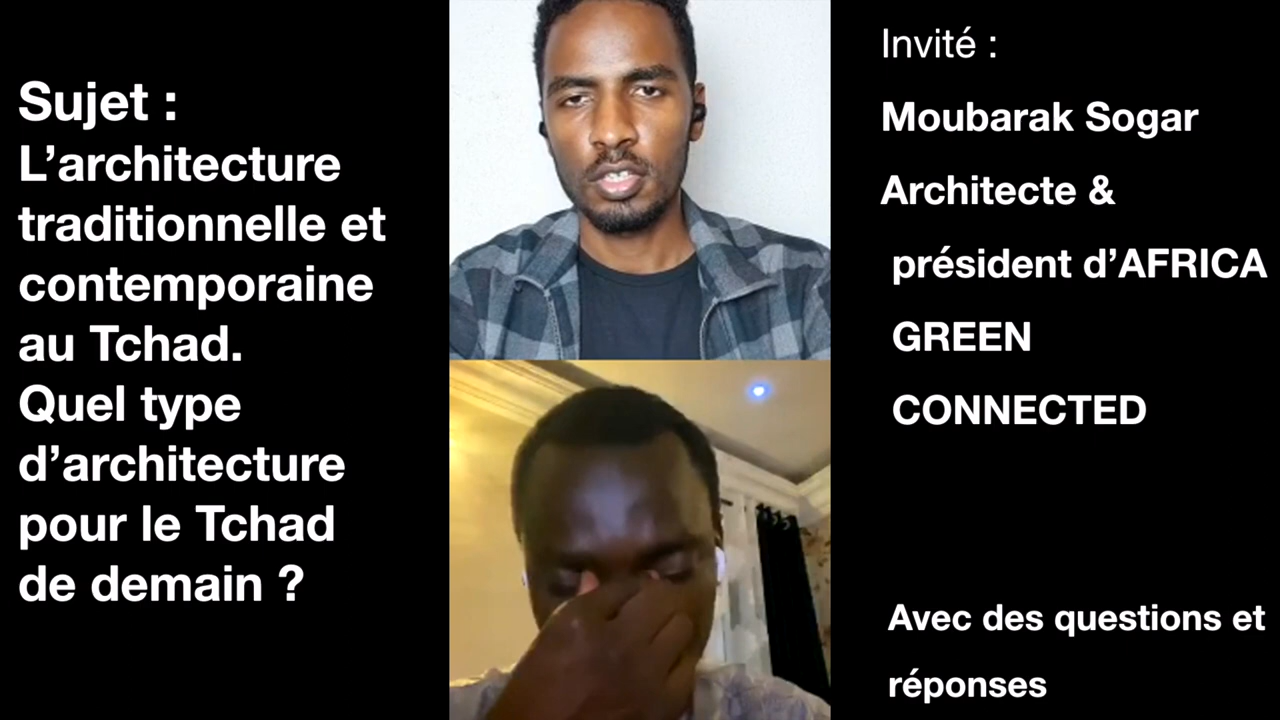 Sujet :
L’architecture
traditionnelle et
contemporaine
au Tchad.
Quel type
d’architecture
pour le Tchad
de demain ?
Invité :
Moubarak Sogar
Architecte &
président d’AFRICA
GREEN
CONNECTED
Avec des questions et
réponses